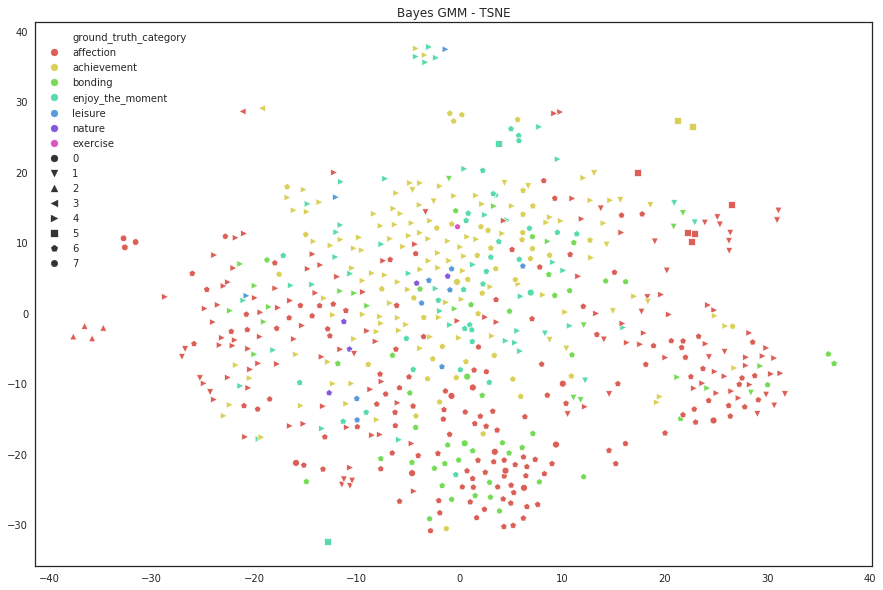 Bayes GMM - TSNE
ground_truth_category
affection
achievement
bonding
enjoy_the_moment
leisure
nature
exercise
0
1
2
3
4
5
6
7
40
30
20
10
0
−10
−20
−30
−40 −30 −20 −10 0 10 20 30 40